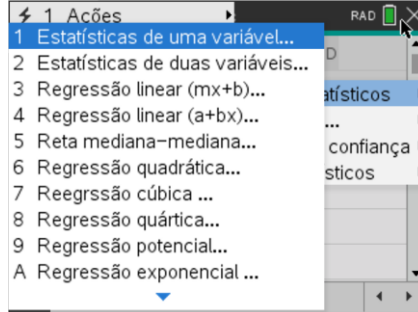 1 Ações
RAD
1 Estatísticas de uma variável...
D
2 Estatísticas de duas variáveis...
3 Regressão linear (mx+b)...
atísticos
4 Regressão linear (a+bx)...
...
5 Reta mediana-mediana...
confiança
6 Regressão quadrática...
sticos
7 Reegrssão cúbica ...
8 Regressão quártica...
9 Regressão potencial...
A Regressão exponencial ...